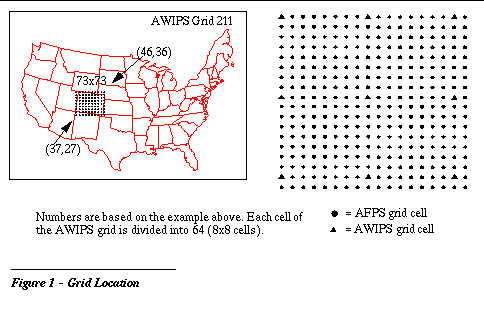 AWIPS Grid 211
(46,36)
73x73
(37,27)
Numbers are based on the example above. Each cell of
the AWIPS grid is divided into 64 (8x8 cells).
= AFPS grid cell
= AWIPS grid cell
Figure 1 - Grid Location